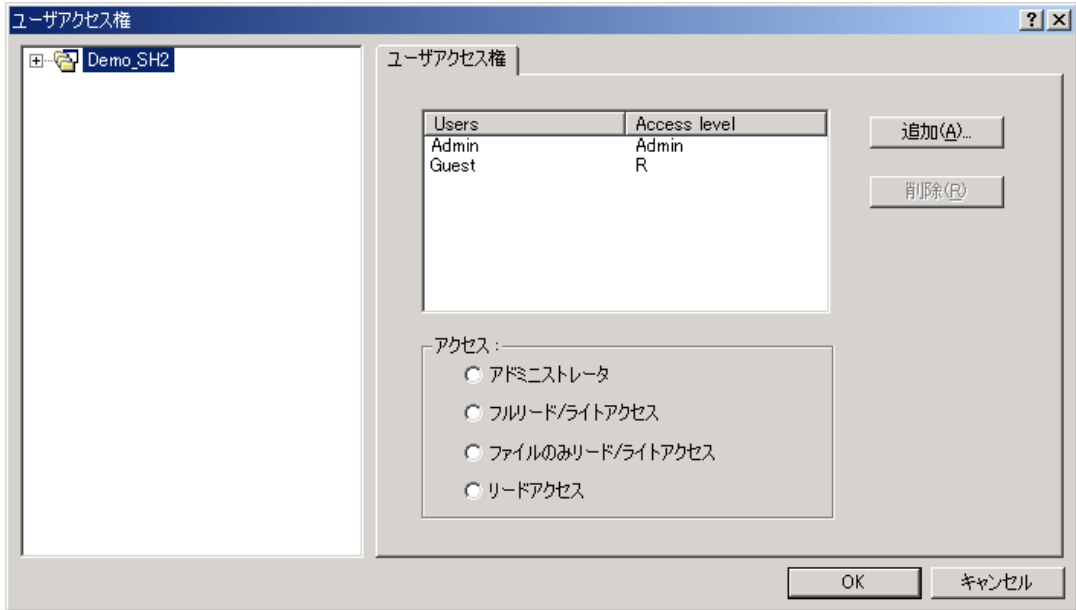 ユーザアクセス権
Demo_SH2
ユーザアクセス権
Users Access level
Admin Admin
Guest R
追加(A)...
削除(R)
アクセス:
アドミニストレータ
フルリード/ライトアクセス
ファイルのみリード/ライトアクセス
リードアクセス
OK キャンセル